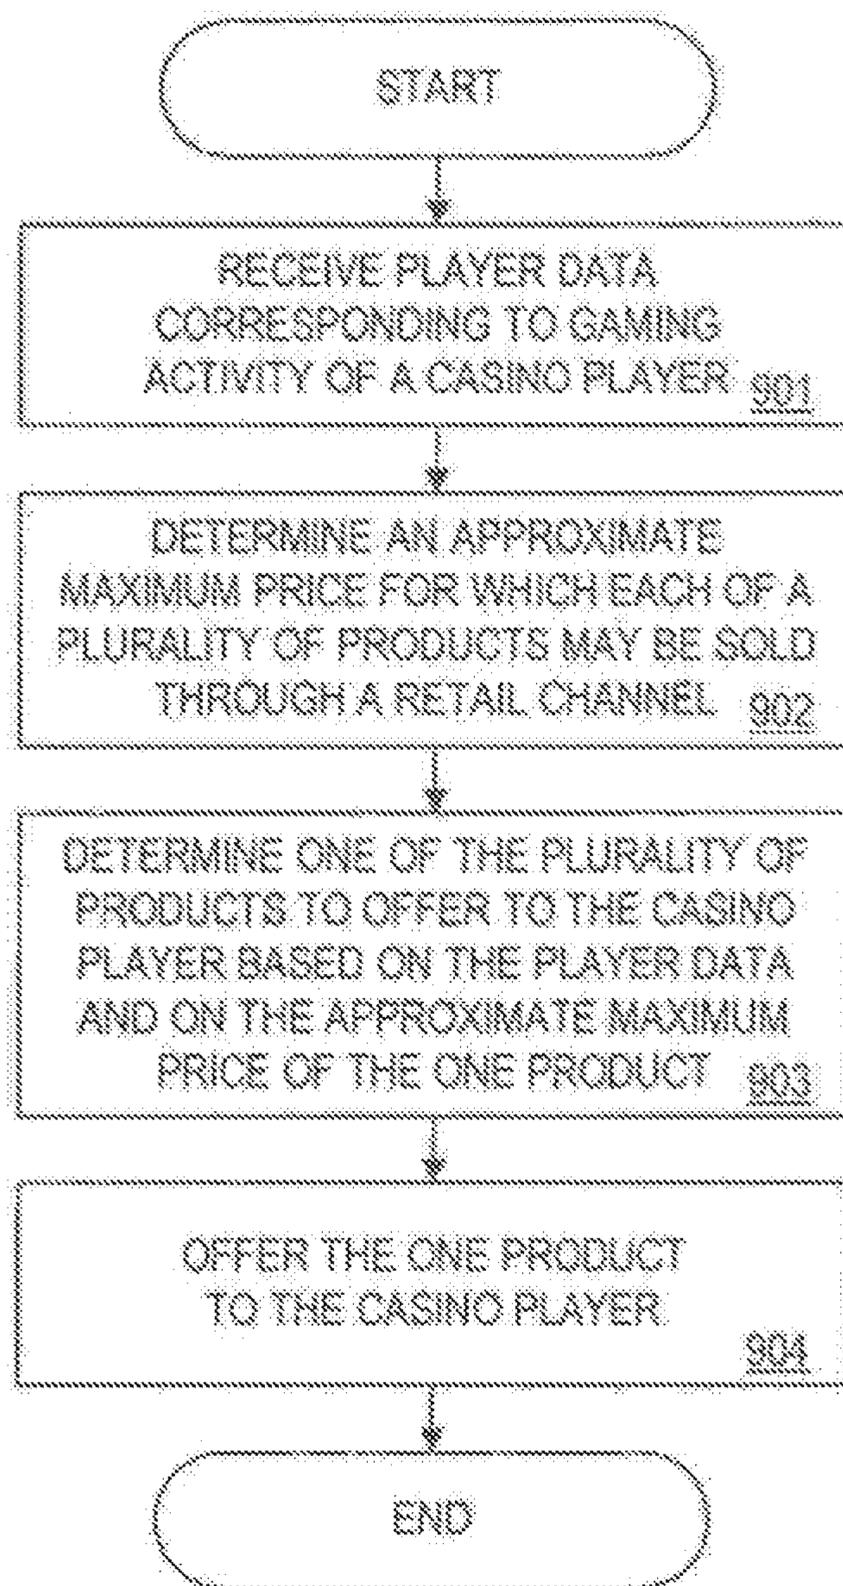 START
RECEIVE PLAYER DATA
CORRESPONDING TO GAMING
ACTIVITY OF A CASINO PLAYER 901
DETERMINE AN APPROXIMATE
MAXIMUM PRICE FOR WHICH EACH OF A
PLURALITY OF PRODUCTS MAY BE SOLD
THROUGH A RETAIL CHANNEL 902
DETERMINE ONE OF THE PLURALITY OF
PRODUCTS TO OFFER TO THE CASINO
PLAYER BASED ON THE PLAYER DATA
AND ON THE APPROXIMATE MAXIMUM
PRICE OF THE ONE PRODUCT 903
OFFER THE ONE PRODUCT
TO THE CASINO PLAYER
904
END